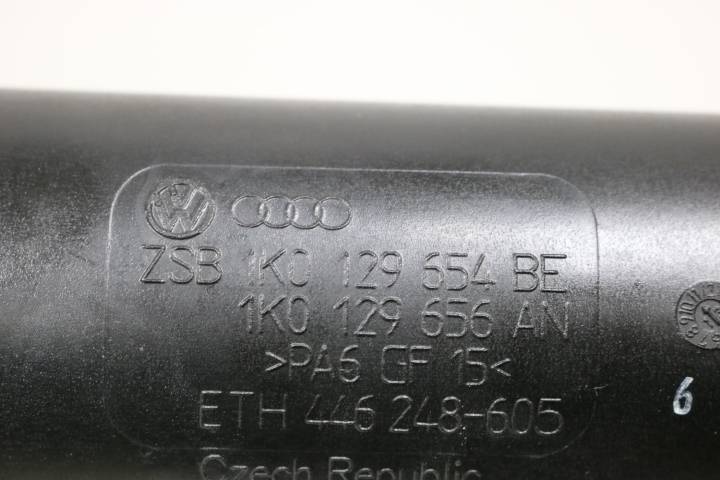 ZSB 1K0 129 654 BE
1K0 129 656 AN
>PA6 GF 15<
ETH 446 248-605
Czech Republic
6